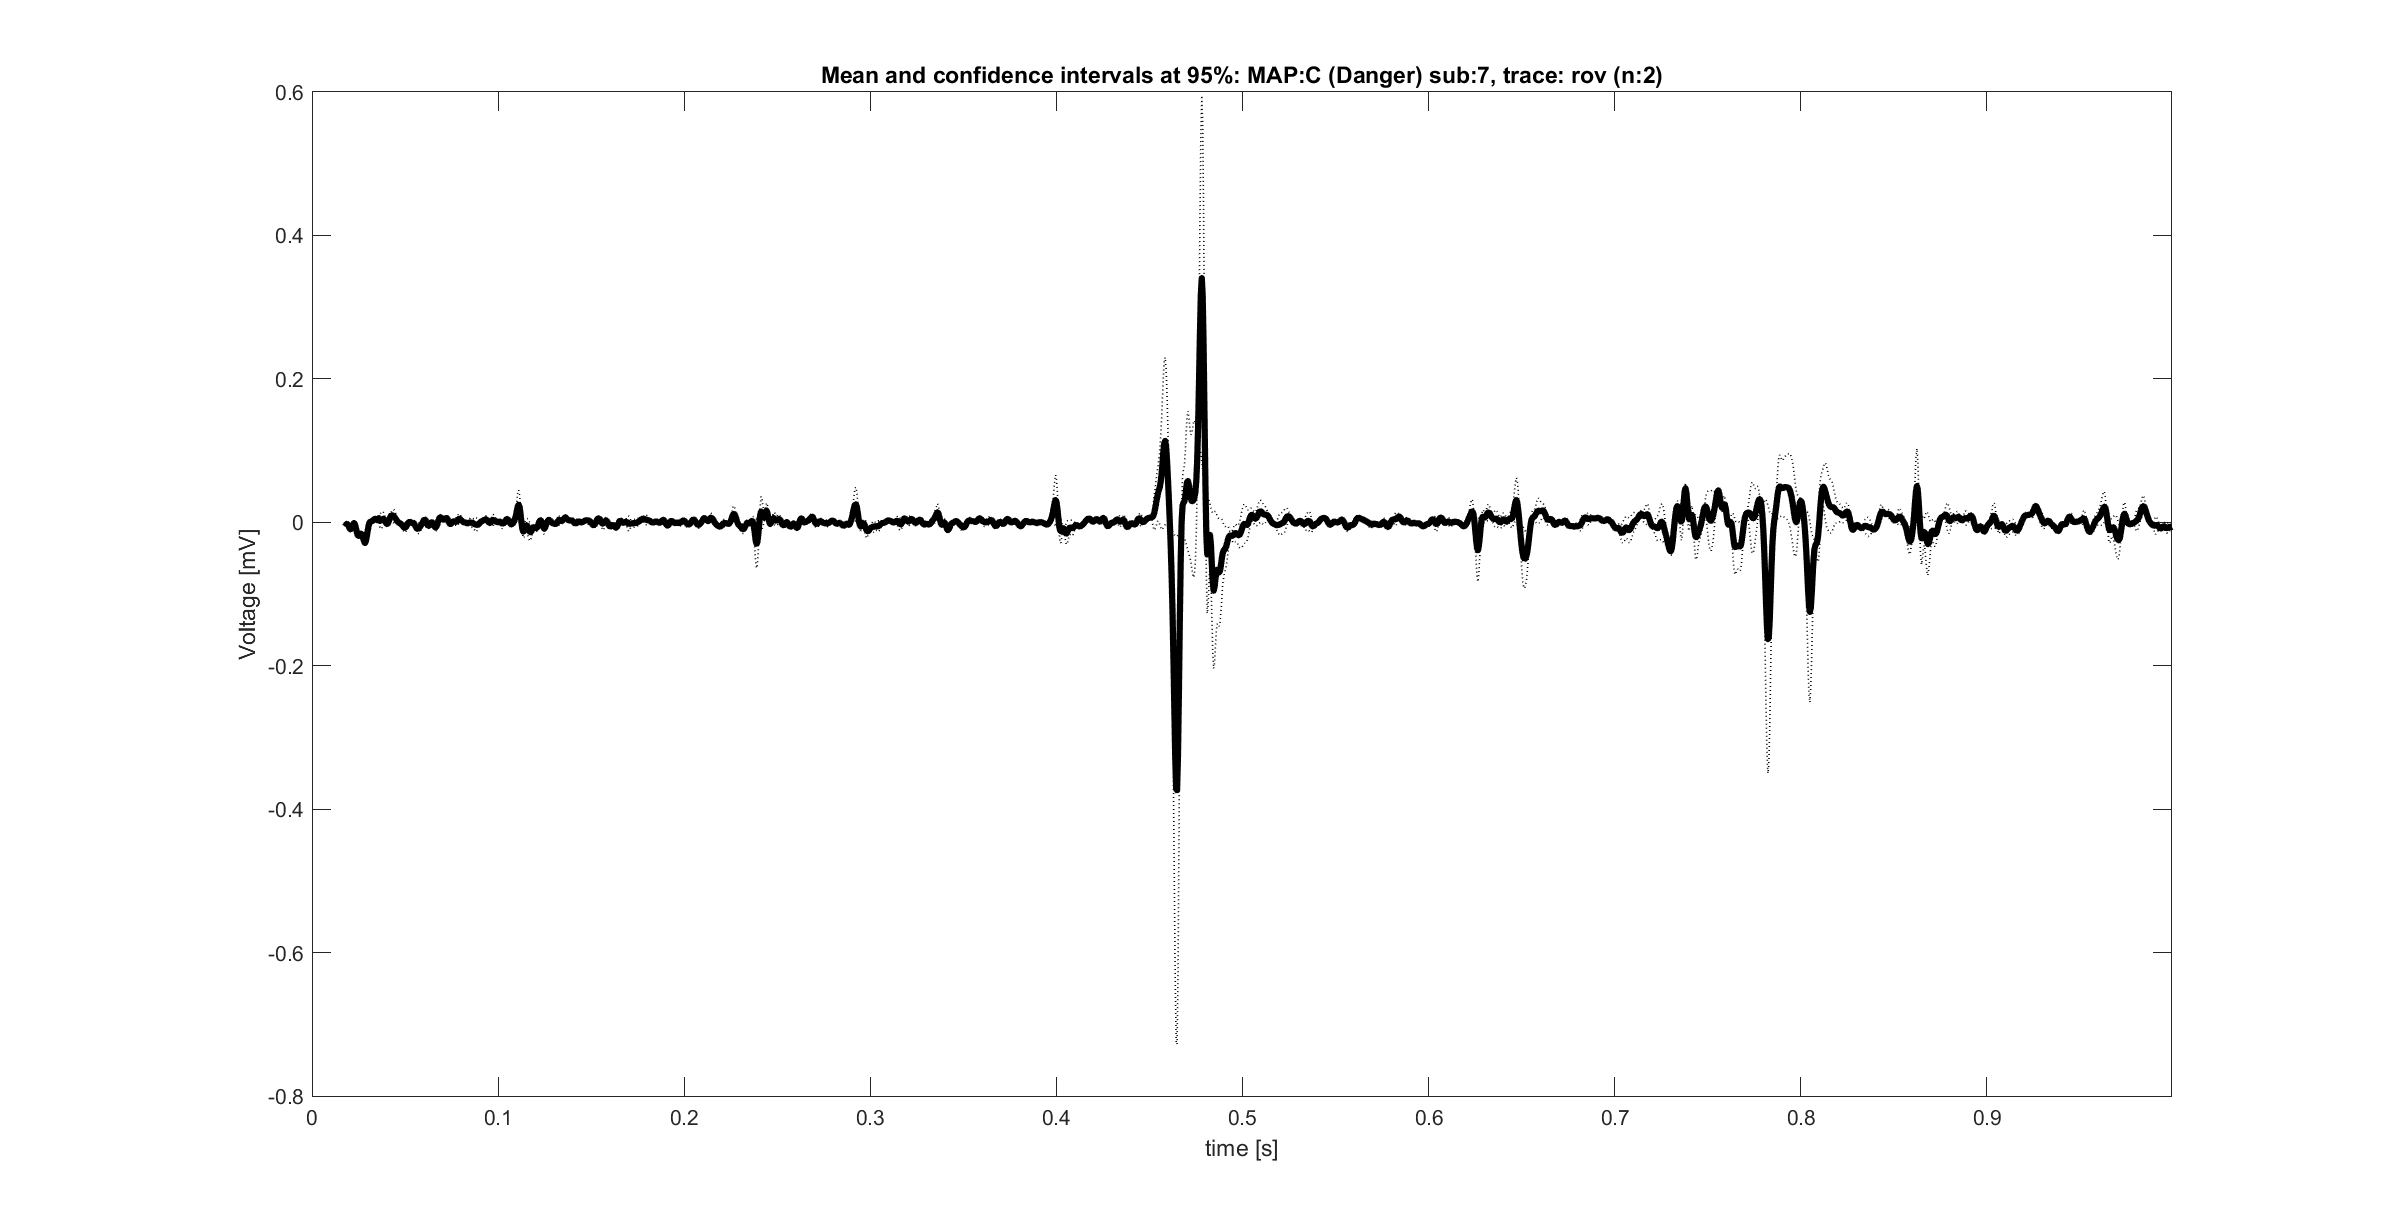 Mean and confidence intervals at 95%: MAP:C (Danger) sub:7, trace: rov (n:2)
0.6
0.4
0.2
0
-0.2
-0.4
-0.6
-0.8
Voltage [mV]
0 0.1 0.2 0.3 0.4 0.5 0.6 0.7 0.8 0.9
time [s]